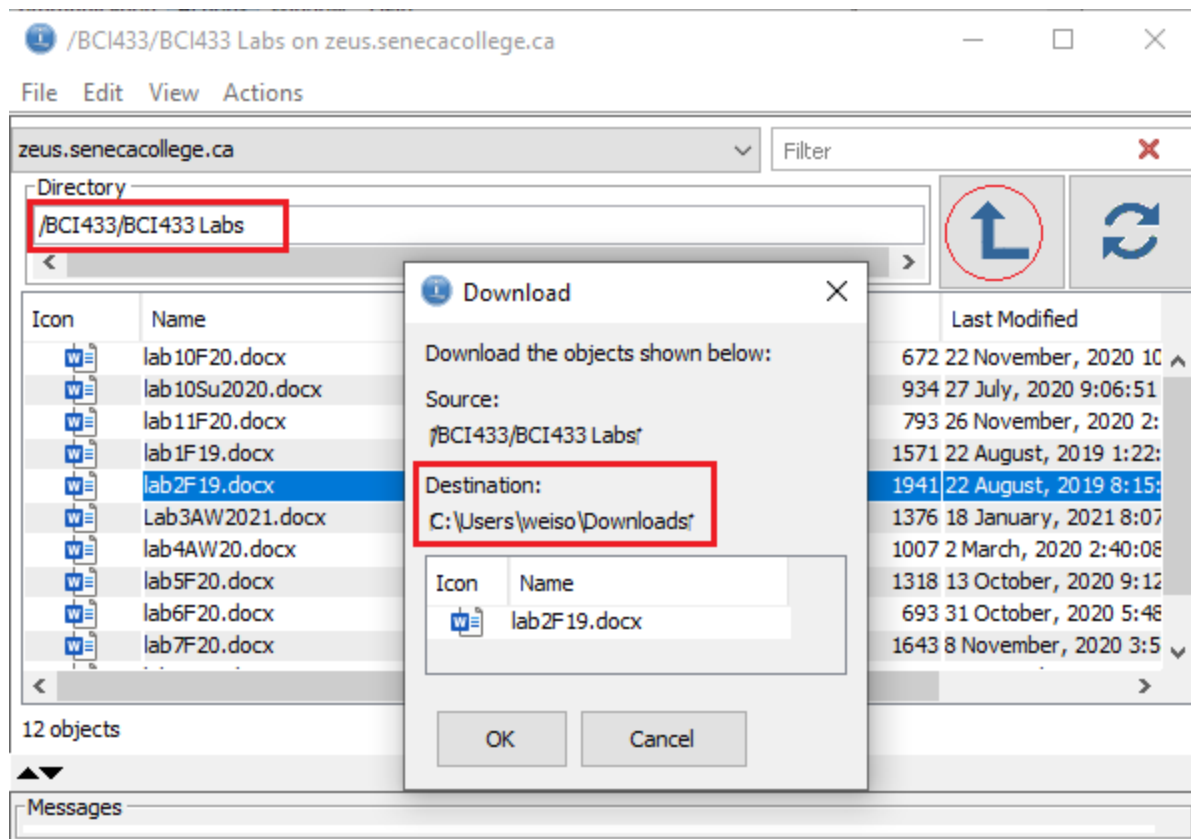 /BCI433/BCI433 Labs on zeus.senecacollege.ca
File Edit View Actions
zeus.senecacollege.ca
Filter
Directory
/BCI433/BCI433 Labs
Icon Name Last Modified
lab10F20.docx 672 22 November, 2020 10
lab10Su2020.docx 934 27 July, 2020 9:06:51
lab11F20.docx 793 26 November, 2020 2:
lab1F19.docx 1571 22 August, 2019 1:22:
lab2F19.docx 1941 22 August, 2019 8:15:
Lab3AW2021.docx 1376 18 January, 2021 8:07
lab4AW20.docx 1007 2 March, 2020 2:40:08
lab5F20.docx 1318 13 October, 2020 9:12
lab6F20.docx 693 31 October, 2020 5:48
lab7F20.docx 1643 8 November, 2020 3:5
12 objects
Messages
Download
Download the objects shown below:
Source:
/BCI433/BCI433 Labs
Destination:
C:\Users\weiso\Downloads
Icon Name
lab2F19.docx
OK Cancel